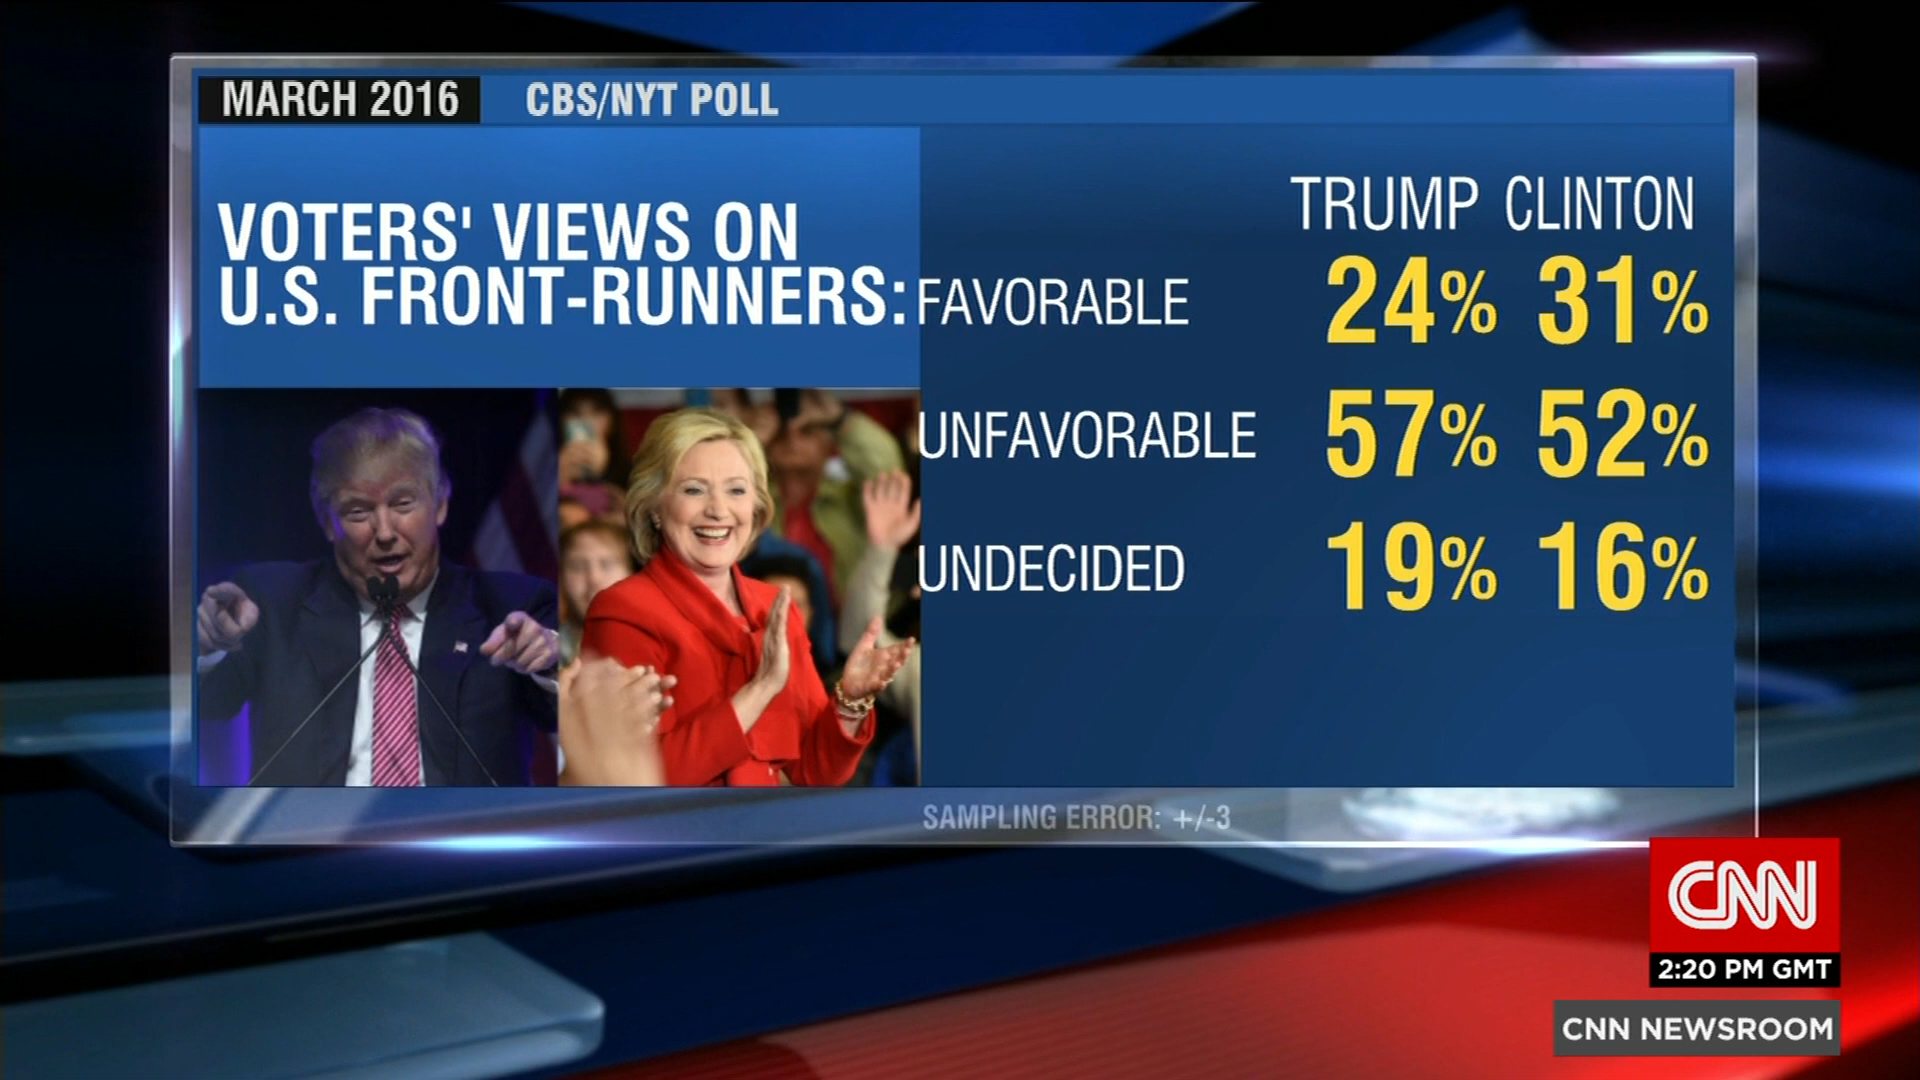 MARCH 2016 CBS/NYT POLL
VOTERS' VIEWS ON
U.S. FRONT-RUNNERS:
TRUMP CLINTON
FAVORABLE 24% 31%
UNFAVORABLE 57% 52%
UNDECIDED 19% 16%
SAMPLING ERROR: +/-3
CNN
2:20 PM GMT
CNN NEWSROOM